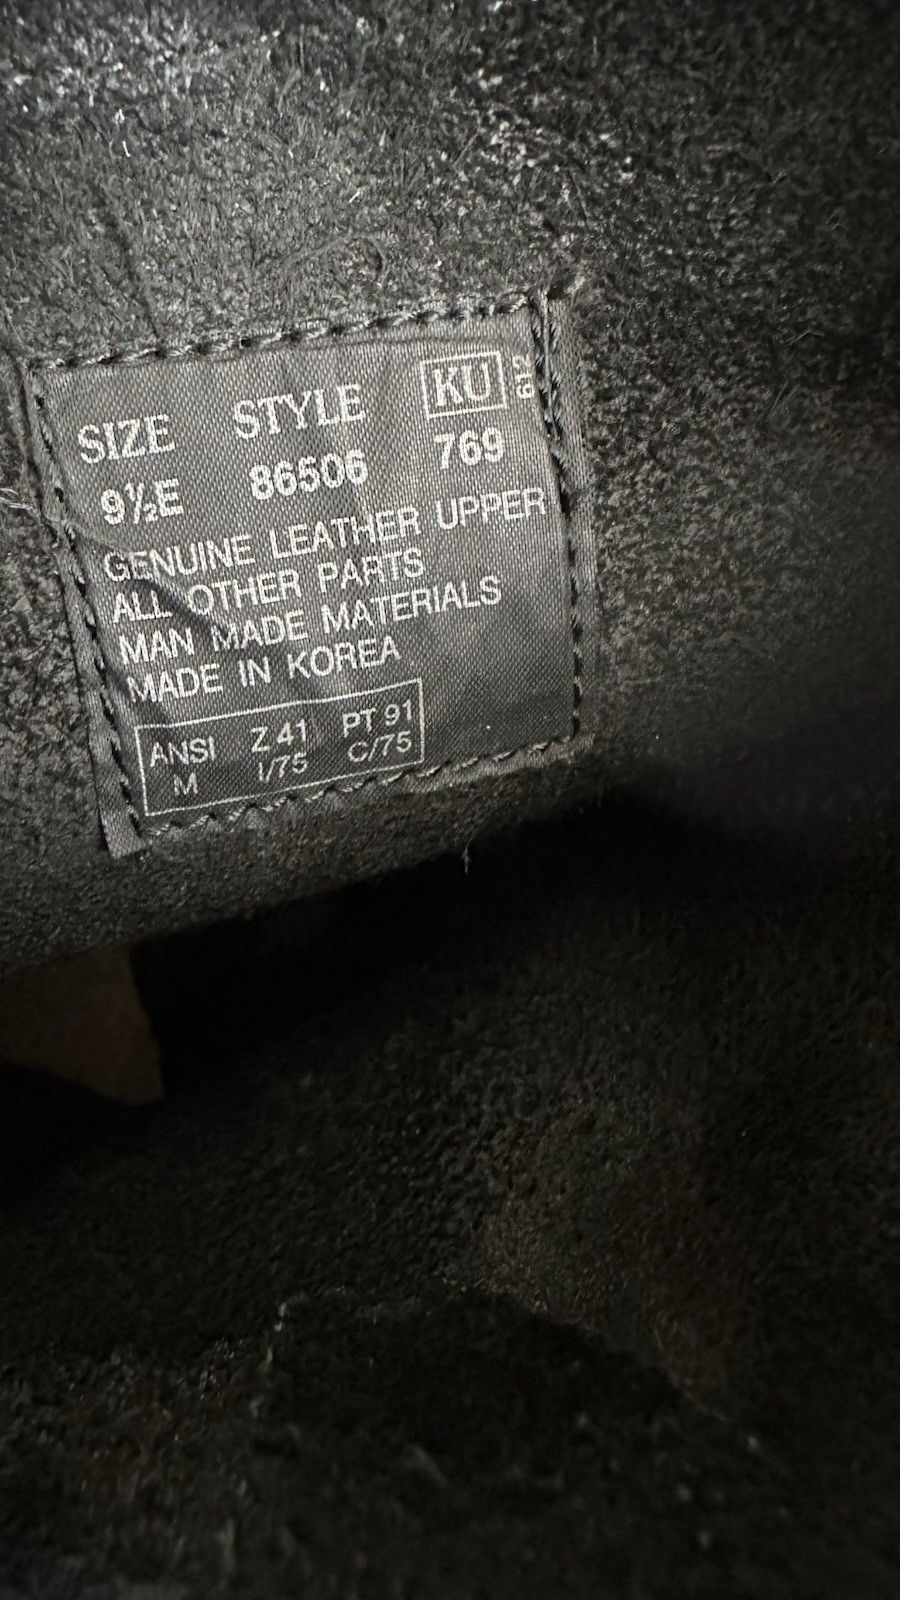 SIZE STYLE KU
9½E 86506 769
GENUINE LEATHER UPPER
ALL OTHER PARTS
MAN MADE MATERIALS
MADE IN KOREA
ANSI Z 41 PT 91
M I/75 C/75